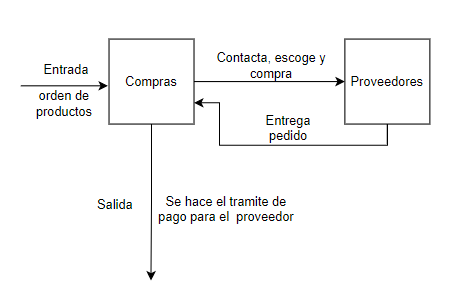 Entrada
orden de
productos
Compras
Contacta, escoge y
compra
Proveedores
Entrega
pedido
Salida
Se hace el tramite de
pago para el proveedor